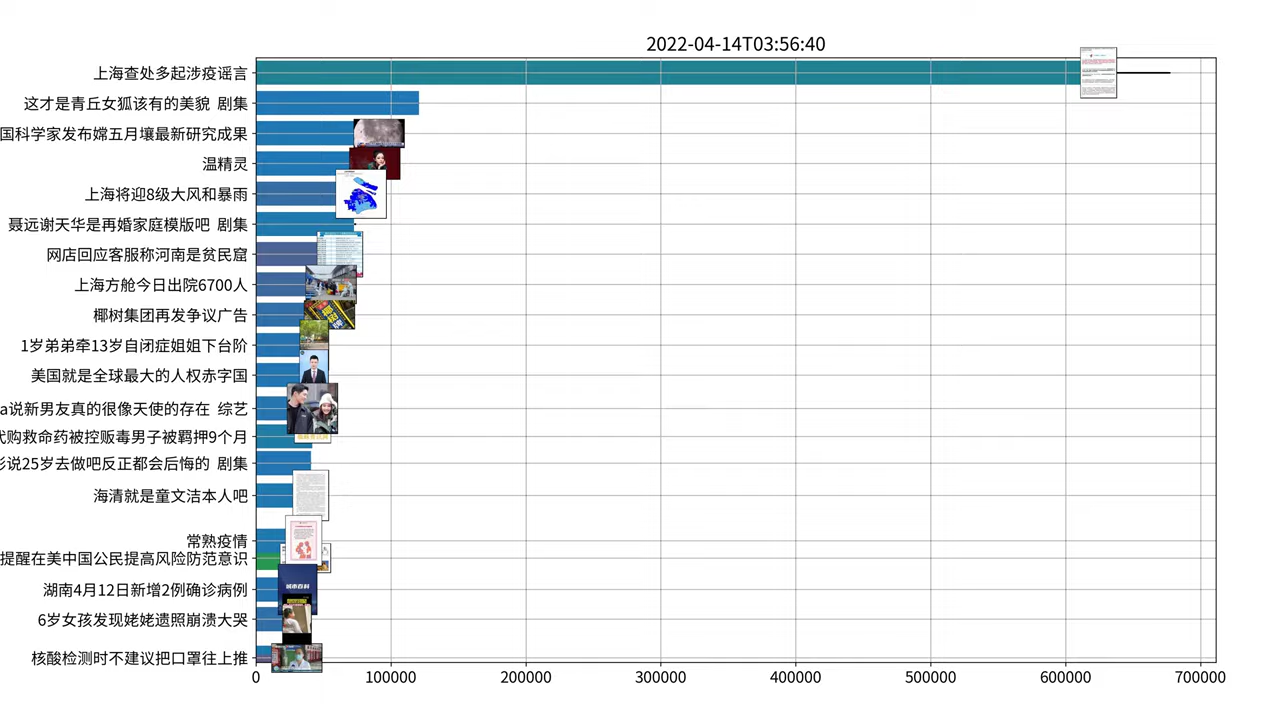 2022-04-14T03:56:40
上海查处多起涉疫谣言
这才是青丘女狐该有的美貌 剧集
国科学家发布嫦五月壤最新研究成果
温精灵
上海将迎8级大风和暴雨
聂远谢天华是再婚家庭模版吧 剧集
网店回应客服称河南是贫民窟
上海方舱今日出院6700人
椰树集团再发争议广告
1岁弟弟牵13岁自闭症姐姐下台阶
美国就是全球最大的人权赤字国
a说新男友真的很像天使的存在 综艺
代购救命药被控贩毒男子被羁押9个月
说25岁去做吧反正都会后悔的 剧集
海清就是童文洁本人吧
常熟疫情
提醒在美中国公民提高风险防范意识
湖南4月12日新增2例确诊病例
城市百科
6岁女孩发现姥姥遗照崩溃大哭
核酸检测时不建议把口罩往上推
0 100000 200000 300000 400000 500000 600000 700000